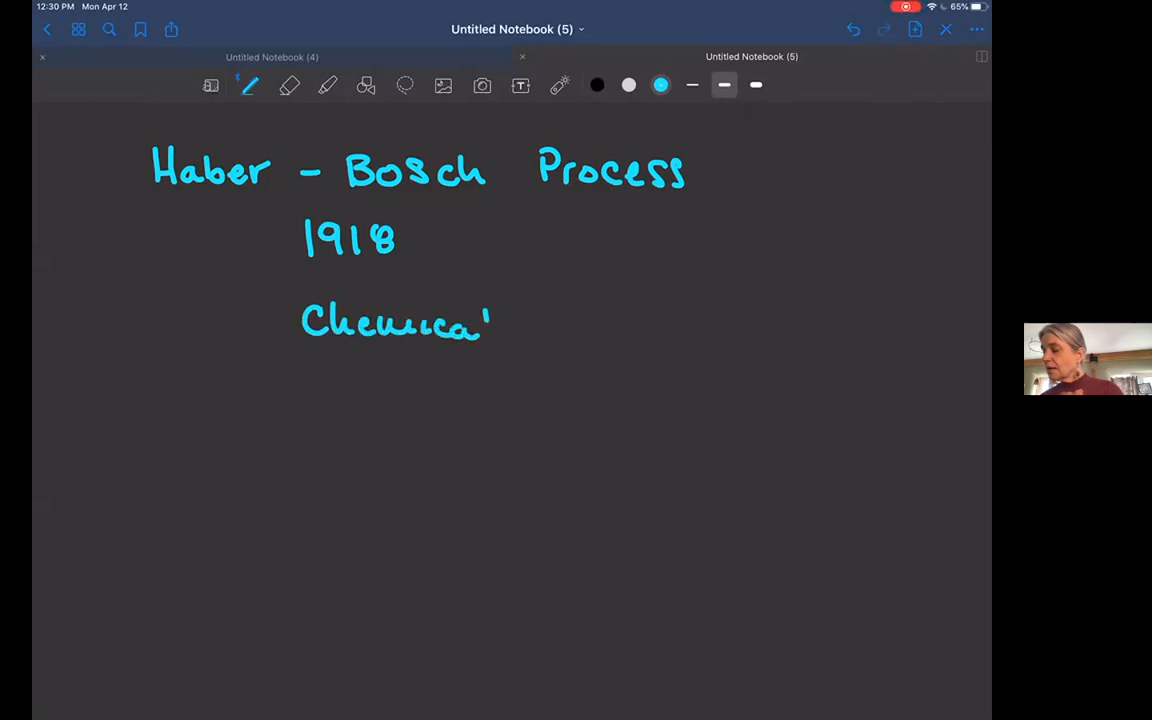 12:30 PM Mon Apr 12
65%
Untitled Notebook (5)
Untitled Notebook (4)
Untitled Notebook (5)
Haber - Bosch Process
1918
Chemica'